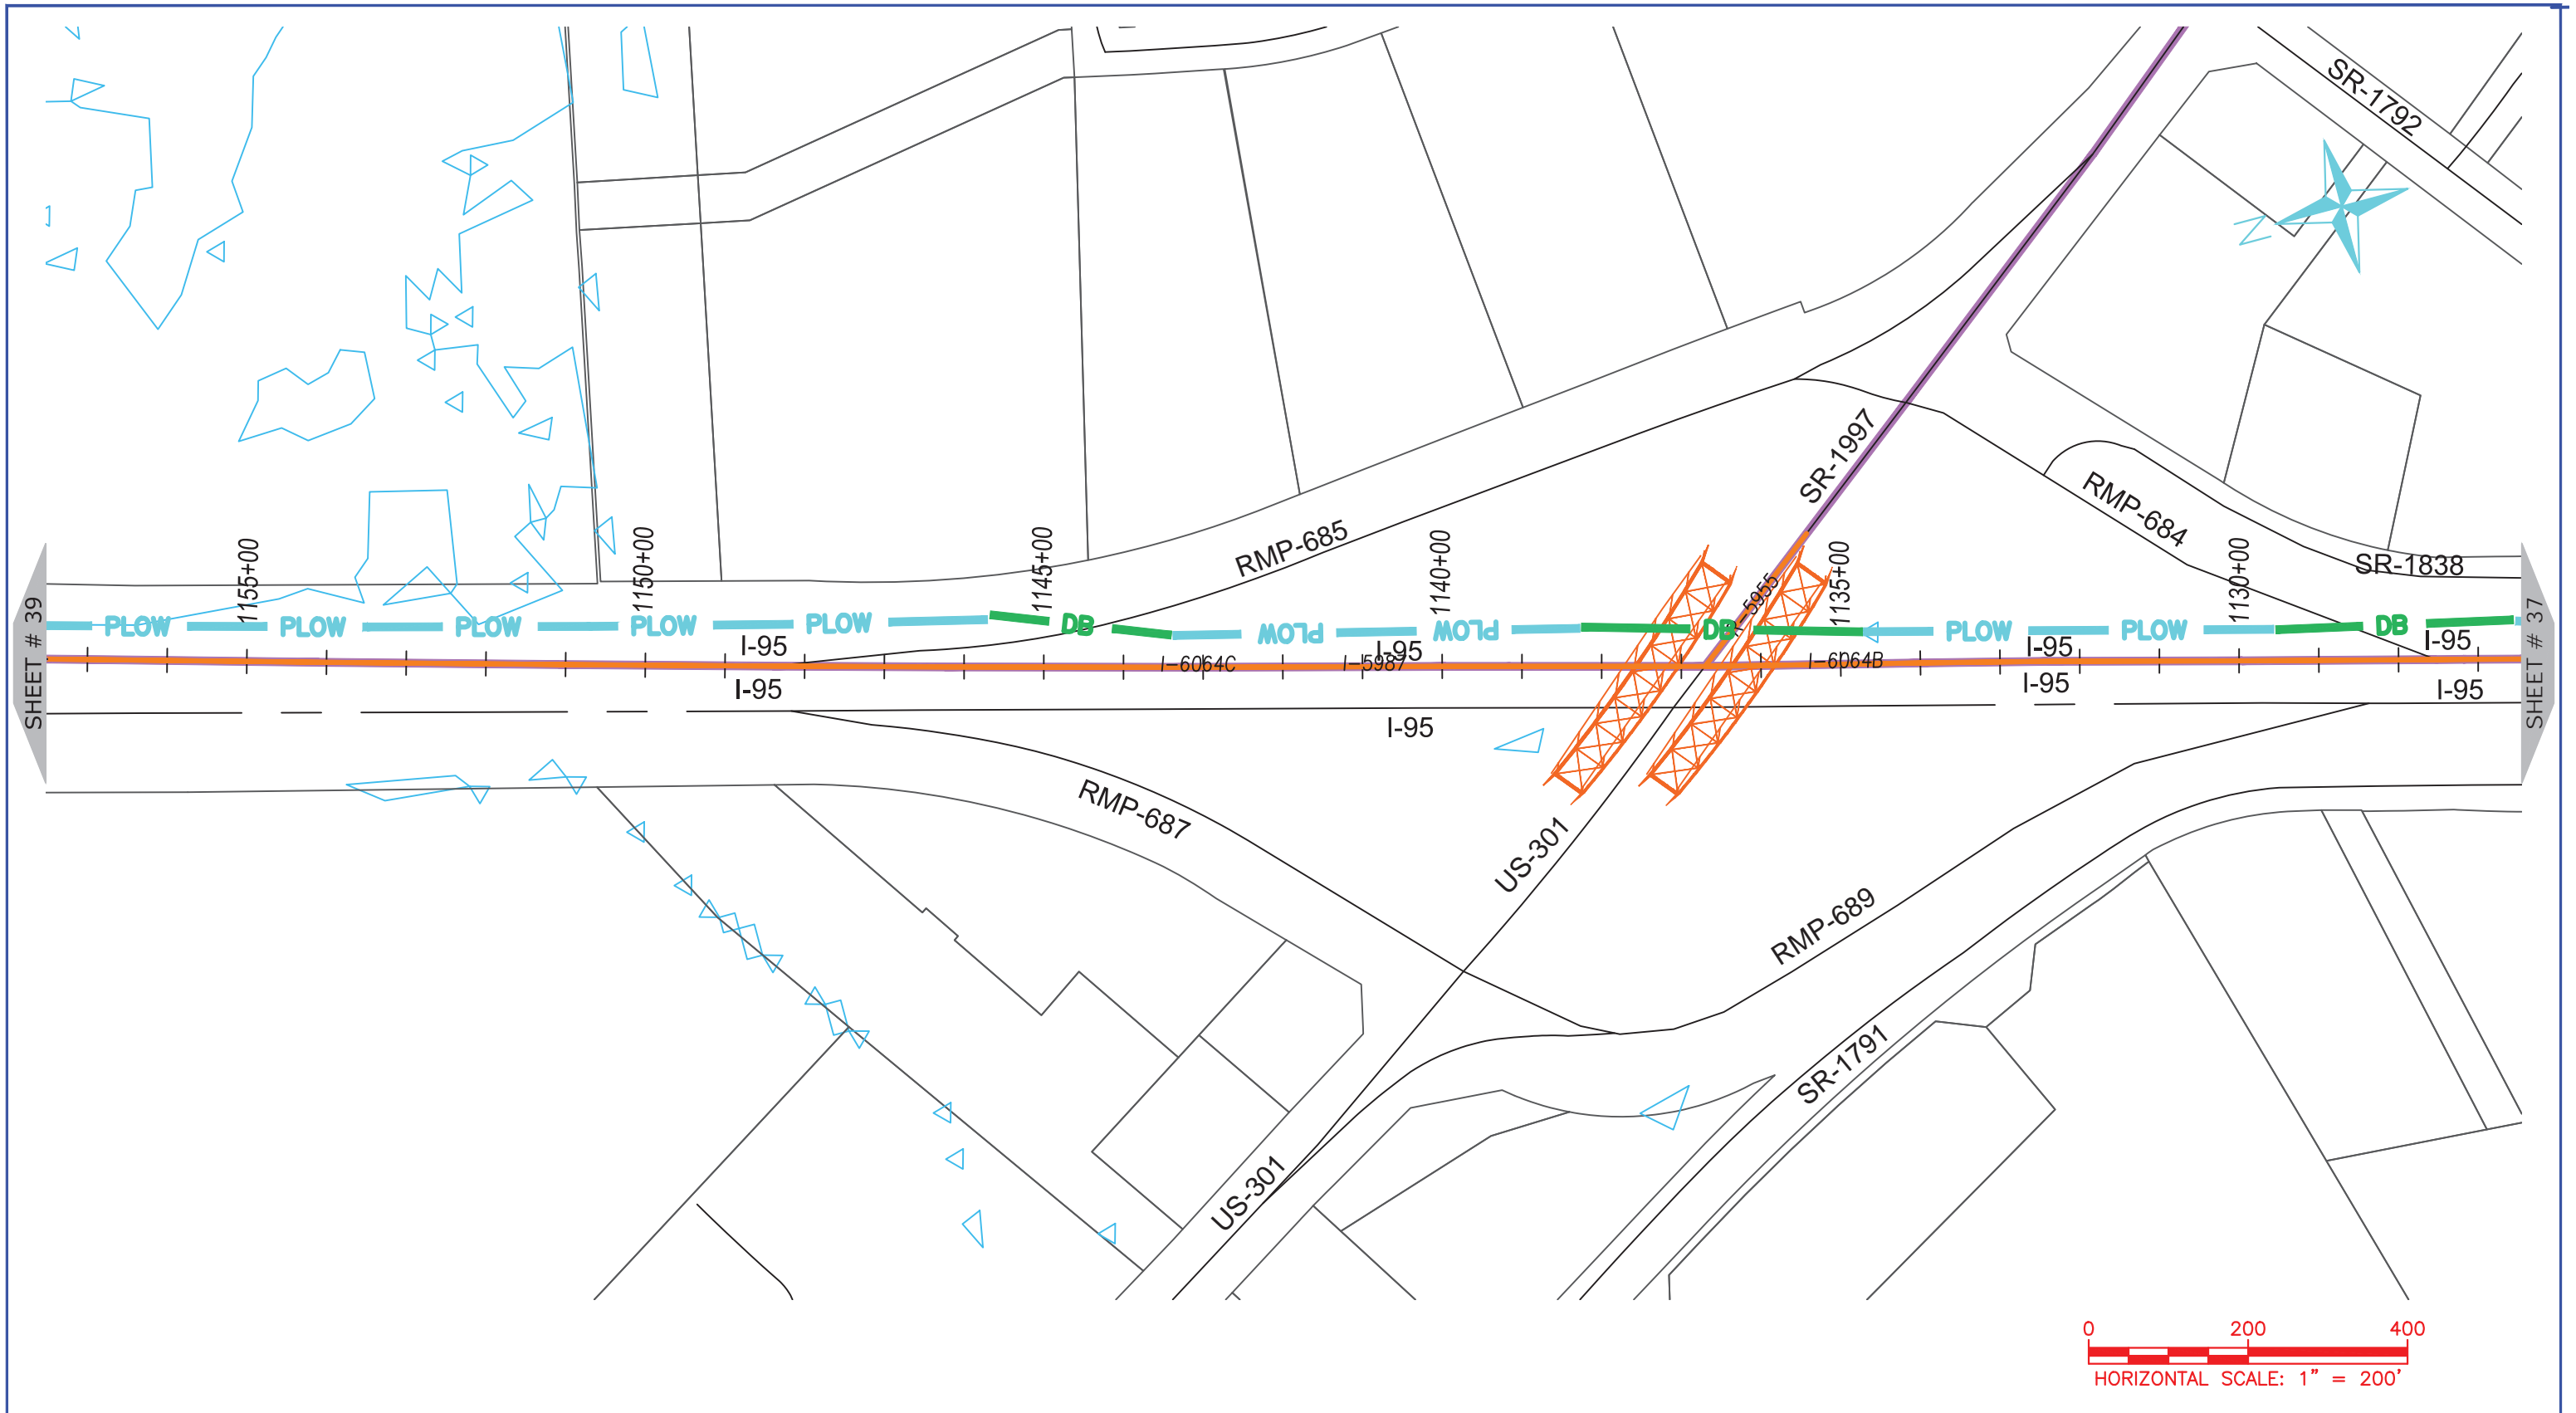 SR-1792
N
SR-1997
RMP-684
RMP-685
SR-1838
1155+00
1150+00
1145+00
1140+00
1135+00
1130+00
SHEET # 39
PLOW
PLOW
PLOW
PLOW
PLOW
DB
PLOW
PLOW
DB
PLOW
PLOW
DB
SHEET # 37
I-95
I-95
I-95
I-95
I-6064C
I-5987
I-6064B
I-95
I-95
I-95
I-95
RMP-687
US-301
RMP-689
SR-1791
US-301
0 200 400
HORIZONTAL SCALE: 1" = 200'